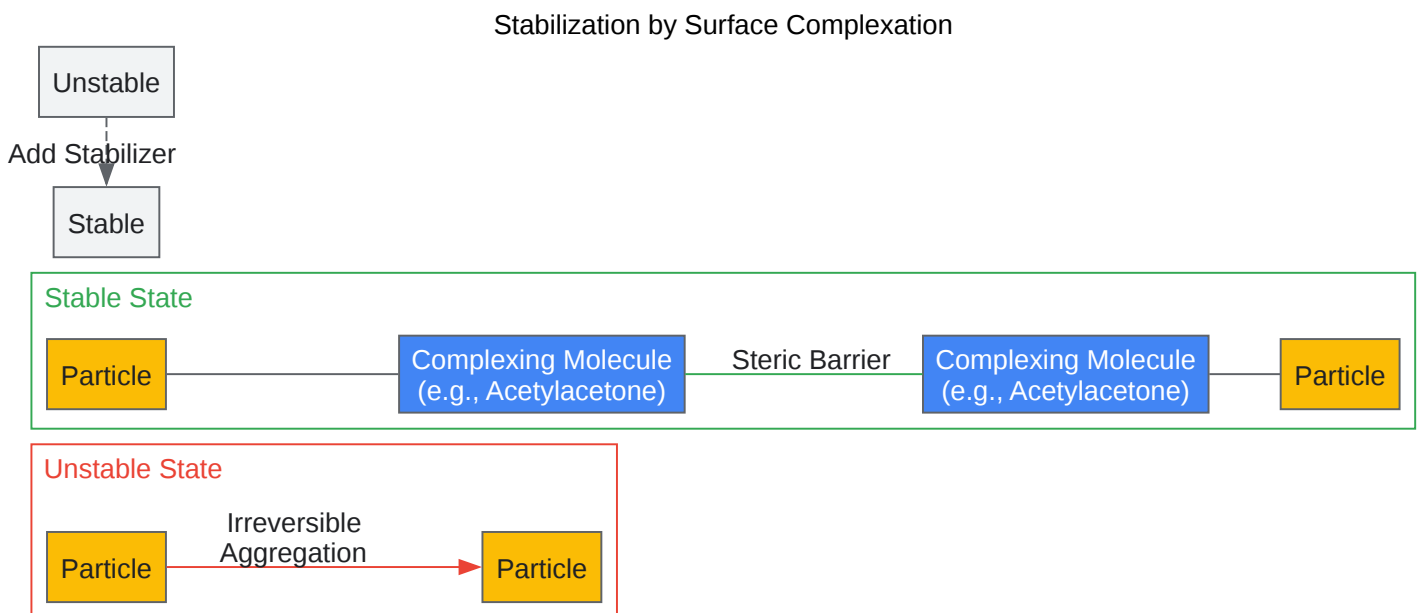 Stabilization by Surface Complexation
Unstable
Add Stabilizer
Stable
Stable State
Particle
Complexing Molecule
(e.g., Acetylacetone)
Steric Barrier
Complexing Molecule
(e.g., Acetylacetone)
Particle
Unstable State
Particle
Irreversible
Aggregation
Particle